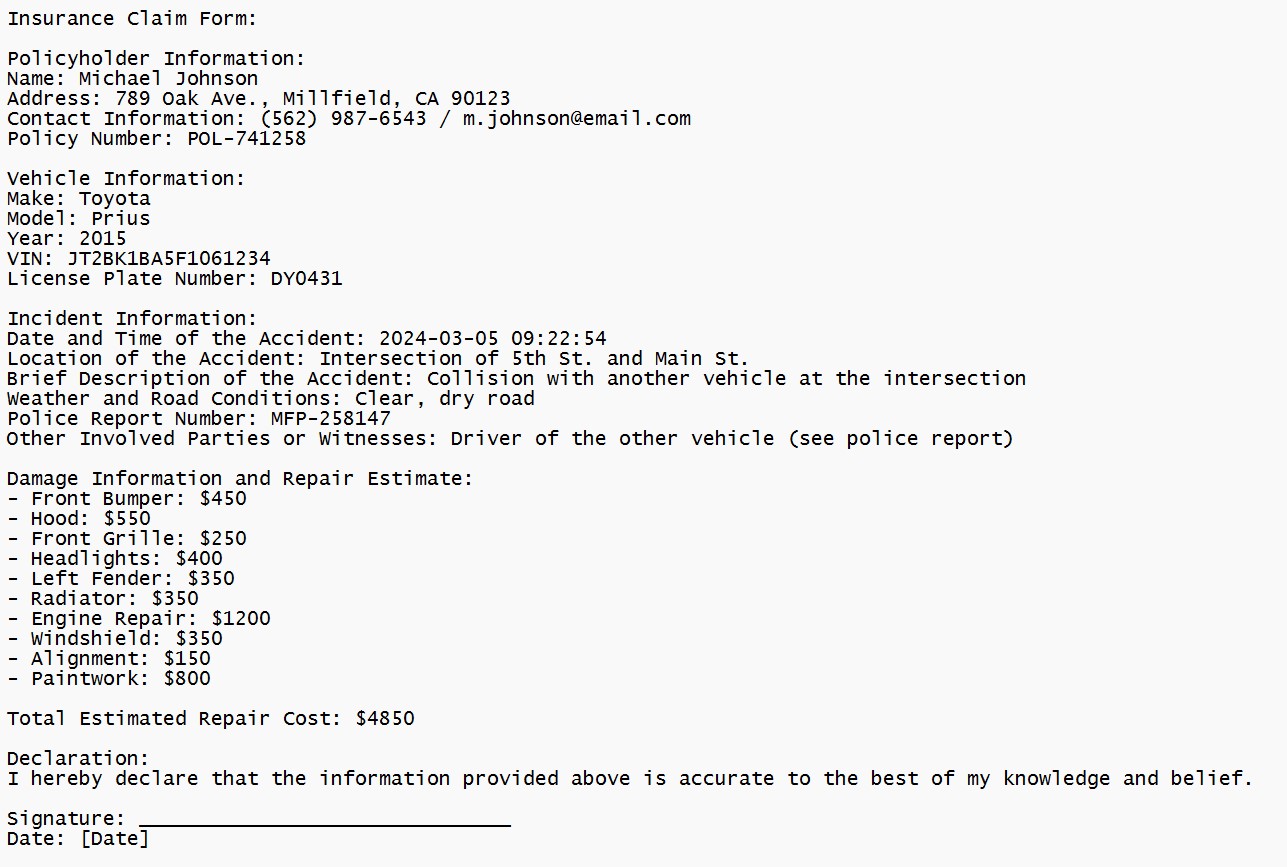 Insurance Claim Form:
Policyholder Information:
Name: Michael Johnson
Address: 789 Oak Ave., Millfield, CA 90123
Contact Information: (562) 987-6543 / m.johnson@email.com
Policy Number: POL-741258
Vehicle Information:
Make: Toyota
Model: Prius
Year: 2015
VIN: JT2BK1BA5F1061234
License Plate Number: DY0431
Incident Information:
Date and Time of the Accident: 2024-03-05 09:22:54
Location of the Accident: Intersection of 5th St. and Main St.
Brief Description of the Accident: Collision with another vehicle at the intersection
Weather and Road Conditions: Clear, dry road
Police Report Number: MFP-258147
Other Involved Parties or Witnesses: Driver of the other vehicle (see police report)
Damage Information and Repair Estimate:
- Front Bumper: $450
- Hood: $550
- Front Grille: $250
- Headlights: $400
- Left Fender: $350
- Radiator: $350
- Engine Repair: $1200
- Windshield: $350
- Alignment: $150
- Paintwork: $800
Total Estimated Repair Cost: $4850
Declaration:
I hereby declare that the information provided above is accurate to the best of my knowledge and belief.
Signature: _______________________________
Date: [Date]